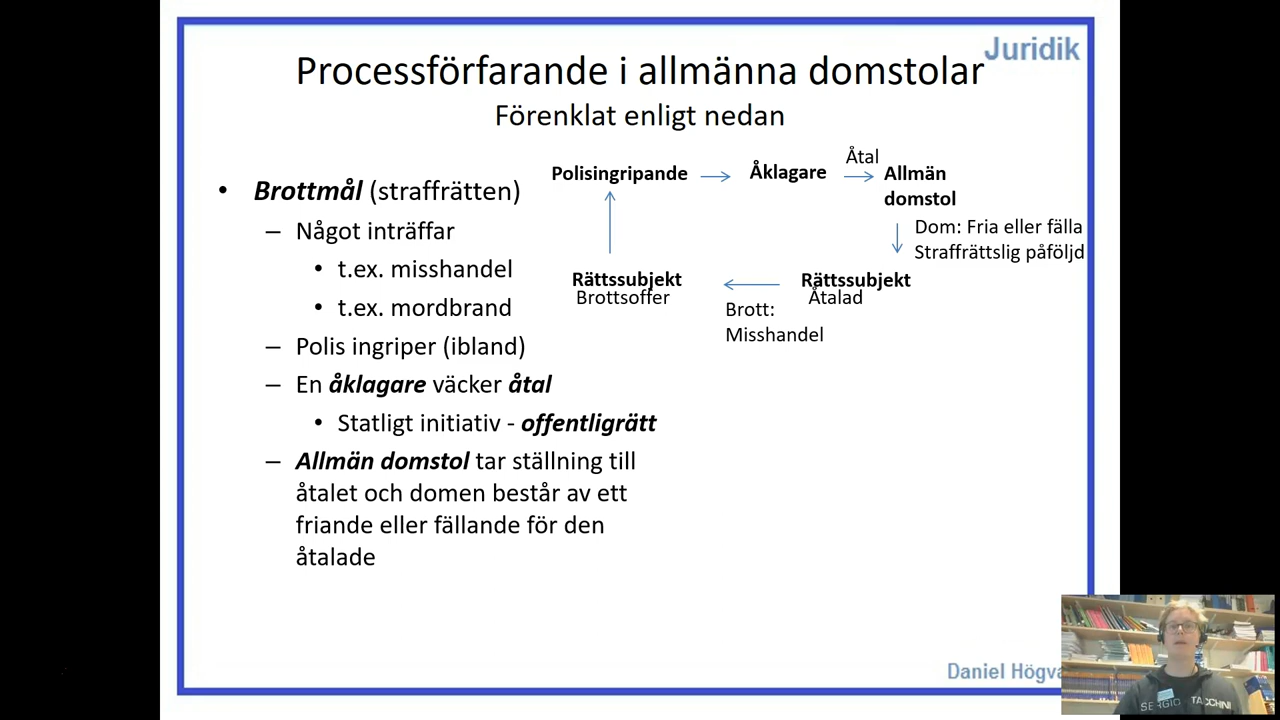 Juridik
Processförfarande i allmänna domstolar
Förenklat enligt nedan
• Brottmål (straffrätten)
– Något inträffar
• t.ex. misshandel
• t.ex. mordbrand
– Polis ingriper (ibland)
– En åklagare väcker åtal
• Statligt initiativ - offentligrätt
– Allmän domstol tar ställning till
åtalet och domen består av ett
friande eller fällande för den
åtalade
Polisingripande
Åklagare
Åtal
Allmän
domstol
Dom: Fria eller fälla
Straffrättslig påföljd
Rättssubjekt
Åtalad
Brott:
Misshandel
Rättssubjekt
Brottsoffer
Daniel
SERGIO TACCHINI